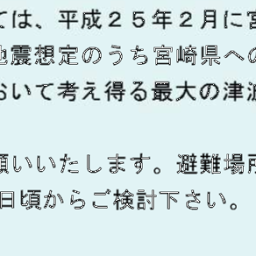 ては、平成２５年２月に宮
地震想定のうち宮崎県への
おいて考え得る最大の津波
願いいたします。避難場所
日頃からご検討下さい。